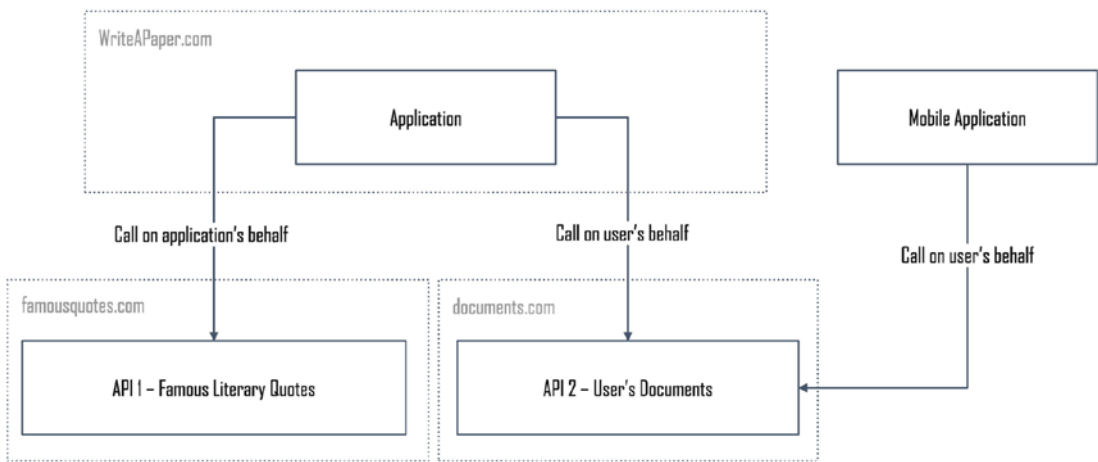 WriteAPaper.com
Application
Mobile Application
Call on application's behalf
Call on user's behalf
Call on user's behalf
famousquotes.com
documents.com
API 1 – Famous Literary Quotes
API 2 – User's Documents